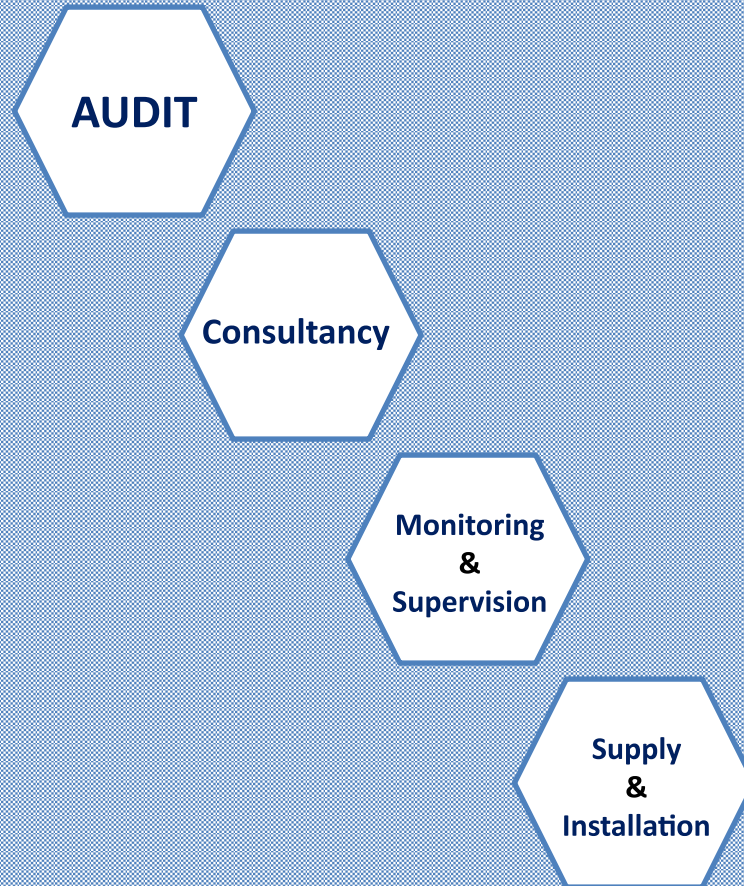 AUDIT
Consultancy
Monitoring
&
Supervision
Supply
&
Installation